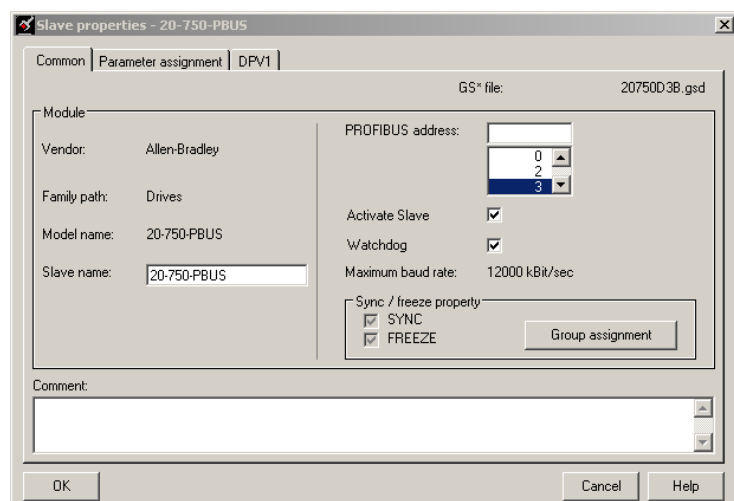 Slave properties - 20-750-PBUS
Common Parameter assignment DPV1
GS* file: 20750D3B.gsd
Module
Vendor: Allen-Bradley
Family path: Drives
Model name: 20-750-PBUS
Slave name: 20-750-PBUS
PROFIBUS address:
0
2
3
Activate Slave
Watchdog
Maximum baud rate: 12000 kBit/sec
Sync / freeze property
SYNC
FREEZE
Group assignment
Comment:
OK Cancel Help